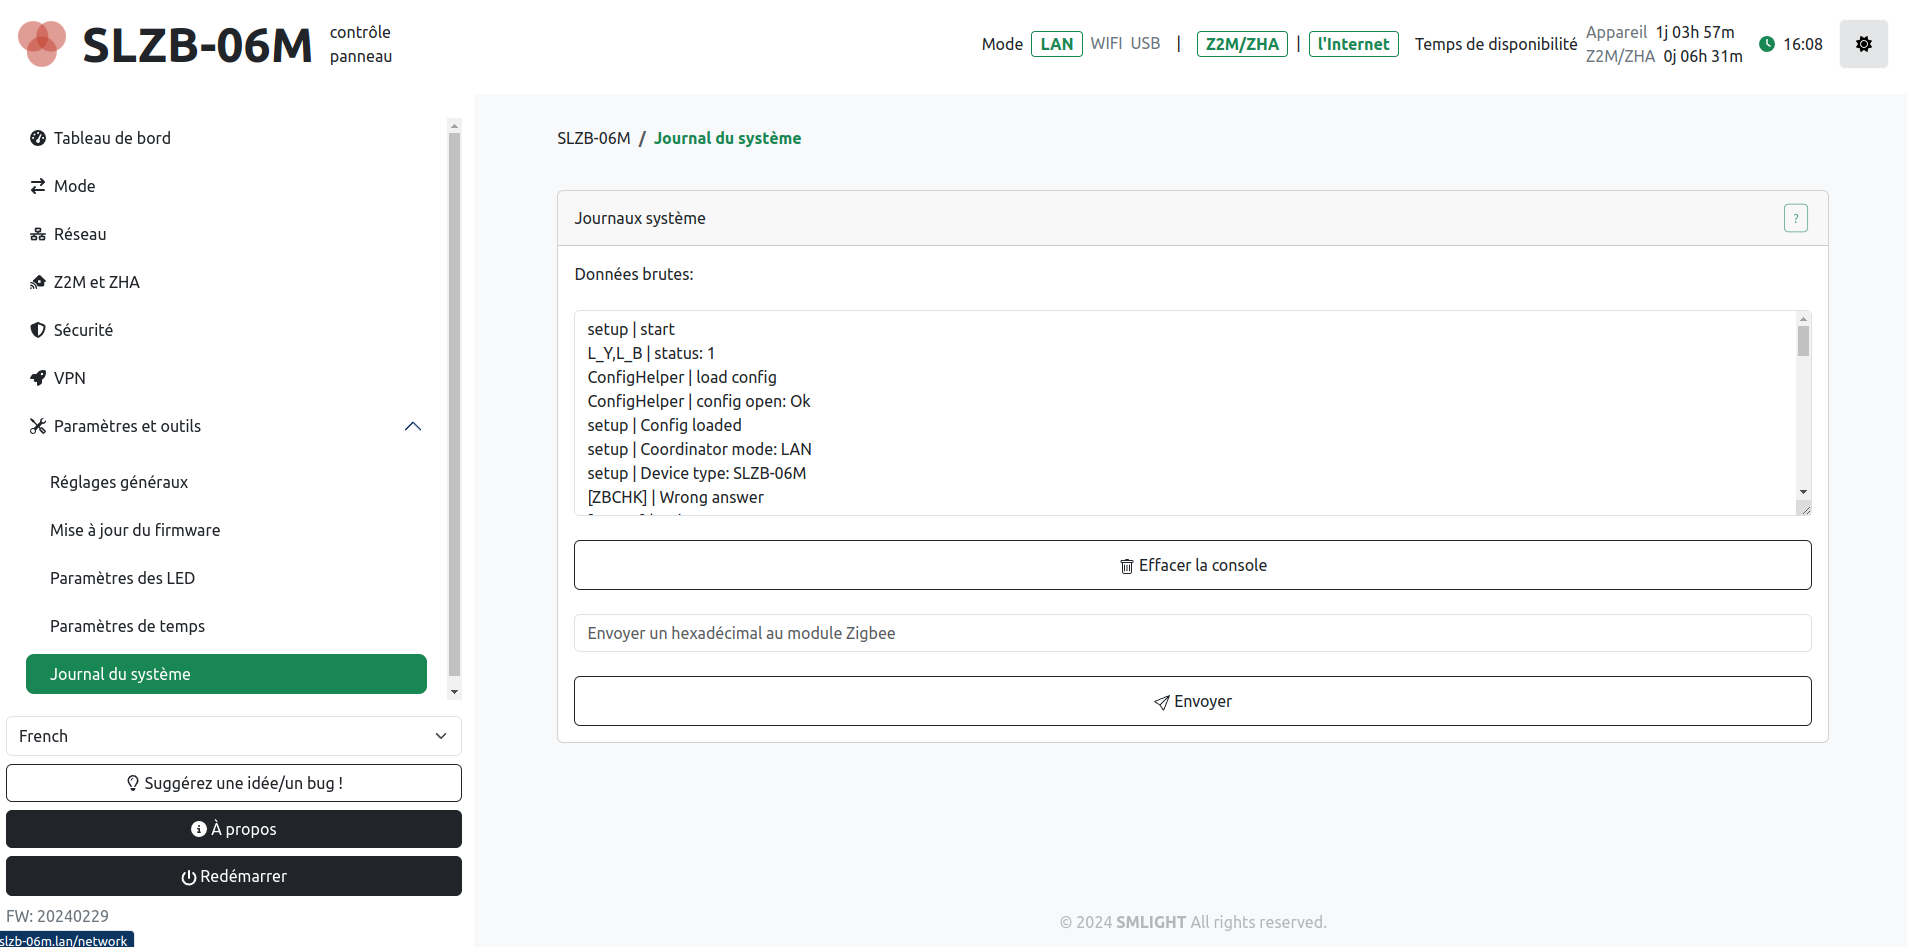 SLZB-06M
contrôle
panneau
Mode LAN WIFI USB | Z2M/ZHA | l'Internet Temps de disponibilité
Appareil 1j 03h 57m
Z2M/ZHA 0j 06h 31m
16:08
Tableau de bord
Mode
Réseau
Z2M et ZHA
Sécurité
VPN
Paramètres et outils
Réglages généraux
Mise à jour du firmware
Paramètres des LED
Paramètres de temps
Journal du système
French
Suggérez une idée/un bug !
À propos
Redémarrer
FW: 20240229
slzb-06m.lan/network
SLZB-06M / Journal du système
Journaux système
?
Données brutes:
setup | start
L_Y,L_B | status: 1
ConfigHelper | load config
ConfigHelper | config open: Ok
setup | Config loaded
setup | Coordinator mode: LAN
setup | Device type: SLZB-06M
[ZBCHK] | Wrong answer
Effacer la console
Envoyer un hexadécimal au module Zigbee
Envoyer
© 2024 SMLIGHT All rights reserved.